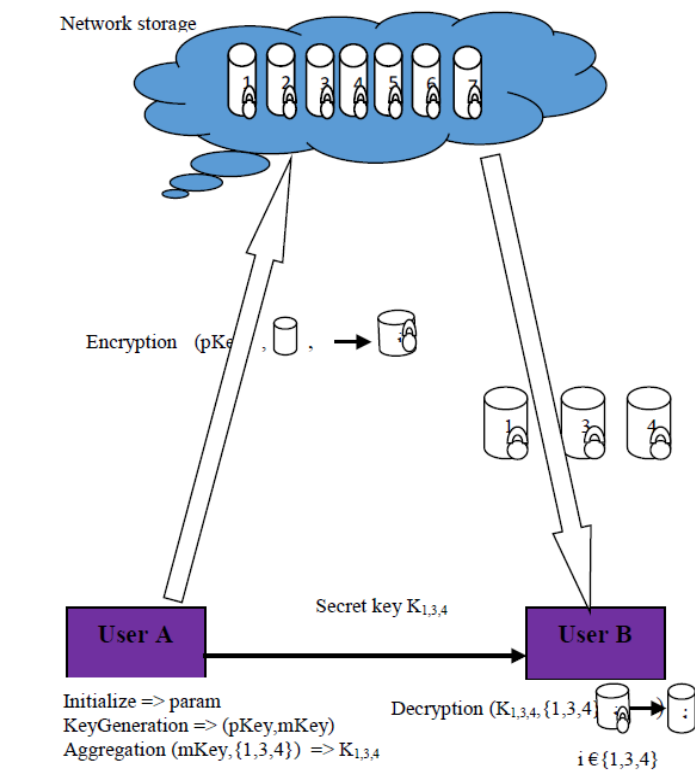 Network storage
1 2 3 4 5 6 7
Encryption (pKe , ,
1 3 4
Secret key K1,3,4
User A
User B
Initialize => param
KeyGeneration => (pKey,mKey)
Aggregation (mKey,{1,3,4}) => K1,3,4
Decryption (K1,3,4,{1,3,4} )
i €{1,3,4}